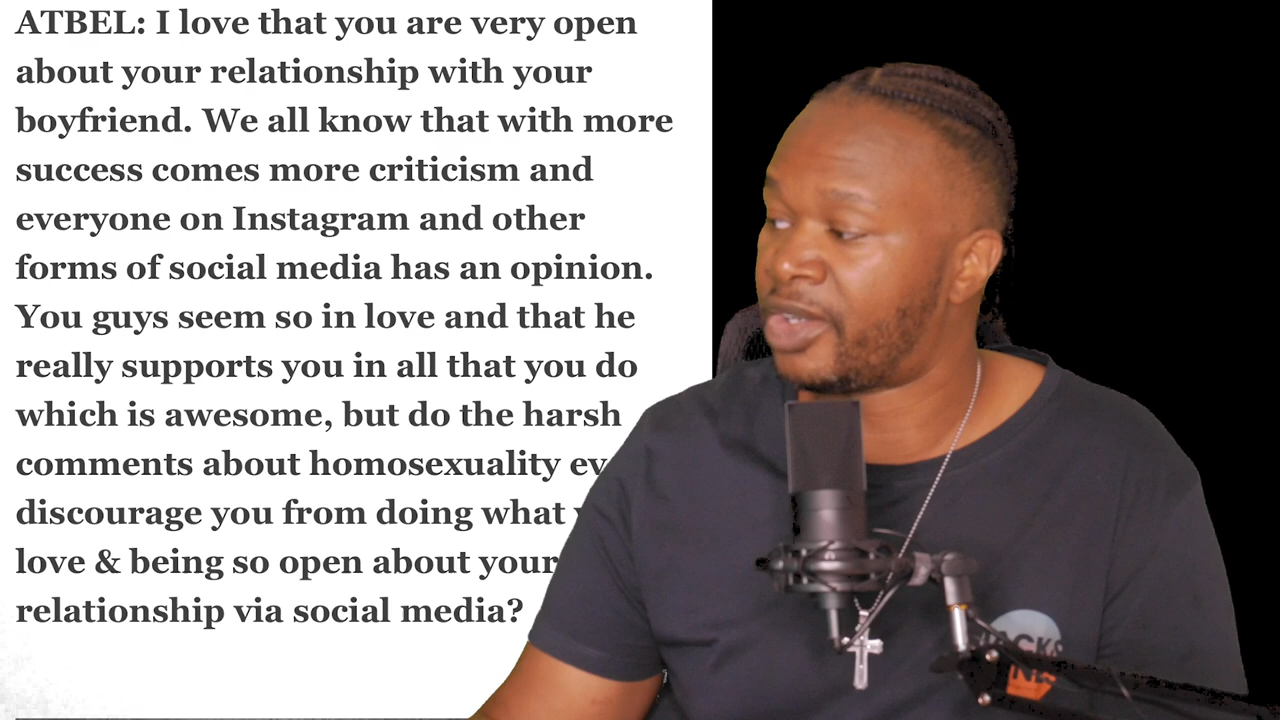 ATBEL: I love that you are very open
about your relationship with your
boyfriend. We all know that with more
success comes more criticism and
everyone on Instagram and other
forms of social media has an opinion.
You guys seem so in love and that he
really supports you in all that you do
which is awesome, but do the harsh
comments about homosexuality
discourage you from doing what
love & being so open about your
relationship via social media?